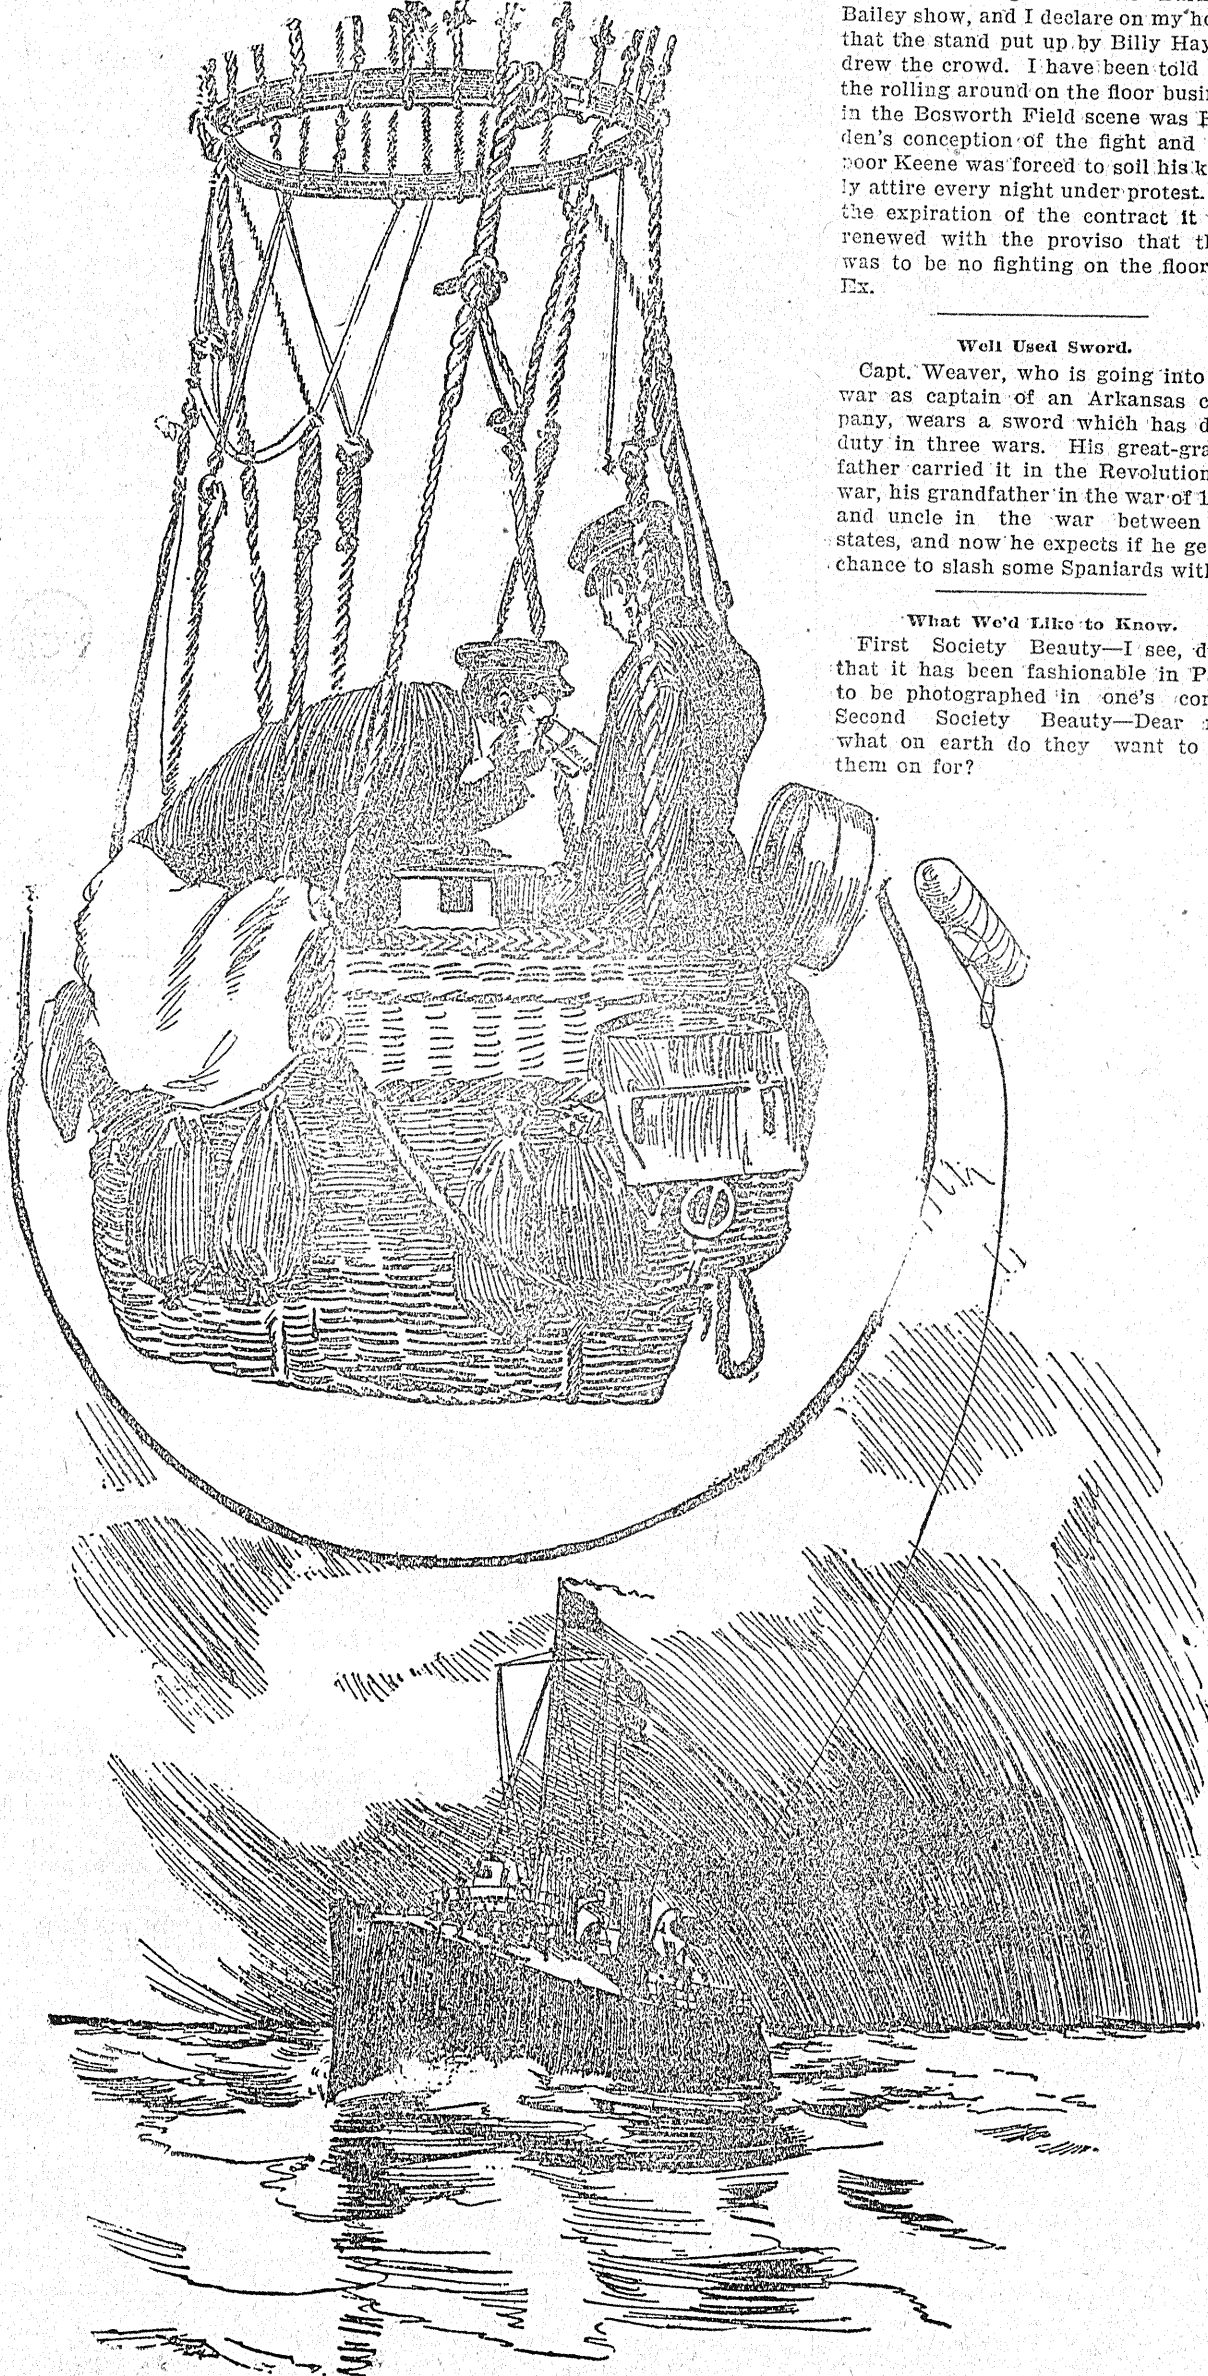 Bailey show, and I declare on my
that the stand put up by Billy
drew the crowd. I have been told
the rolling around on the floor
in the Bosworth Field scene was
den's conception of the fight and
poor Keene was forced to soil his
ly attire every night under protest.
the expiration of the contract it
renewed with the proviso that
was to be no fighting on the floor
Ex.
Well Used Sword.
Capt. Weaver, who is going into
war as captain of an Arkansas
pany, wears a sword which has
duty in three wars. His great-
father carried it in the Revolution
war, his grandfather in the war of
and uncle in the war between
states, and now he expects if he
chance to slash some Spaniards
What We'd Like to Know.
First Society Beauty—I see,
that it has been fashionable in
to be photographed in one's
Second Society Beauty—Dear
what on earth do they want to
them on for?